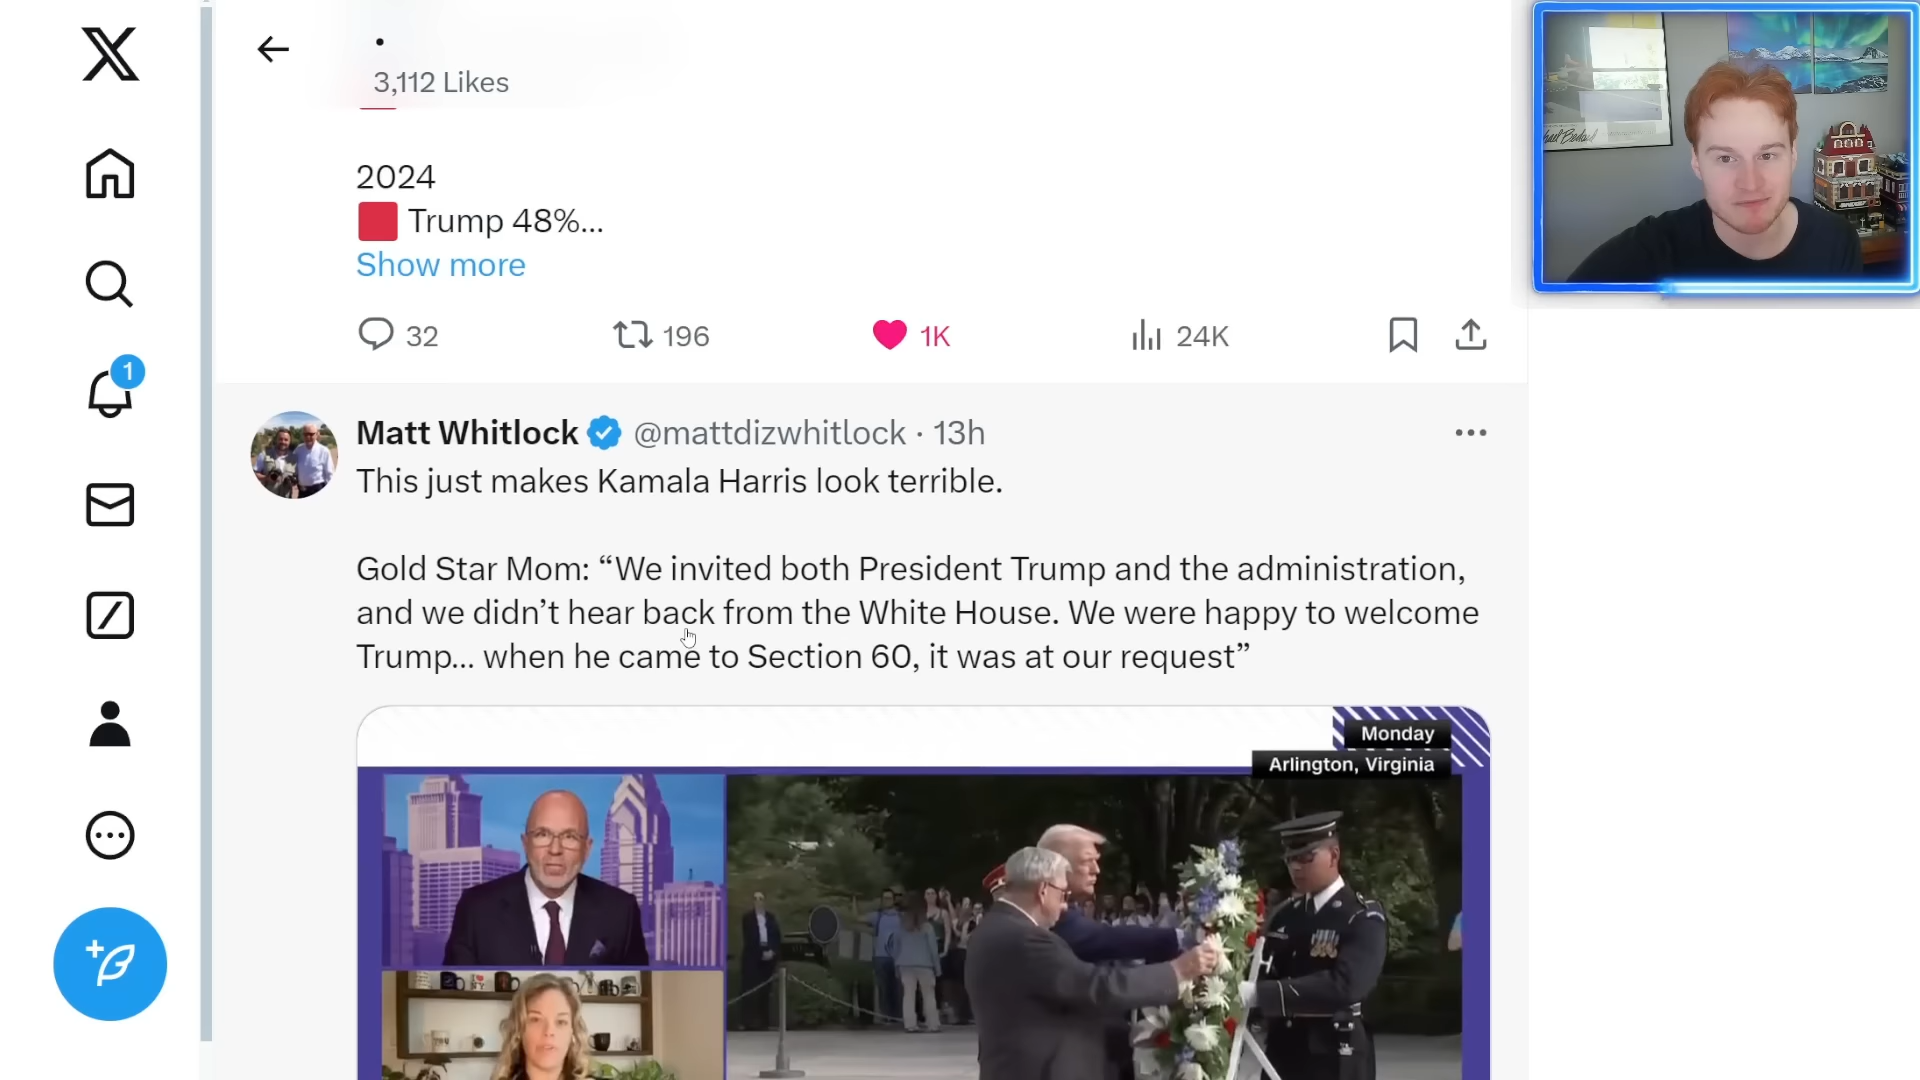 3,112 Likes
2024
Trump 48%...
Show more
32
196
1K
24K
1
Matt Whitlock @mattdizwhitlock · 13h
This just makes Kamala Harris look terrible.
Gold Star Mom: “We invited both President Trump and the administration,
and we didn’t hear back from the White House. We were happy to welcome
Trump... when he came to Section 60, it was at our request”
Monday
Arlington, Virginia